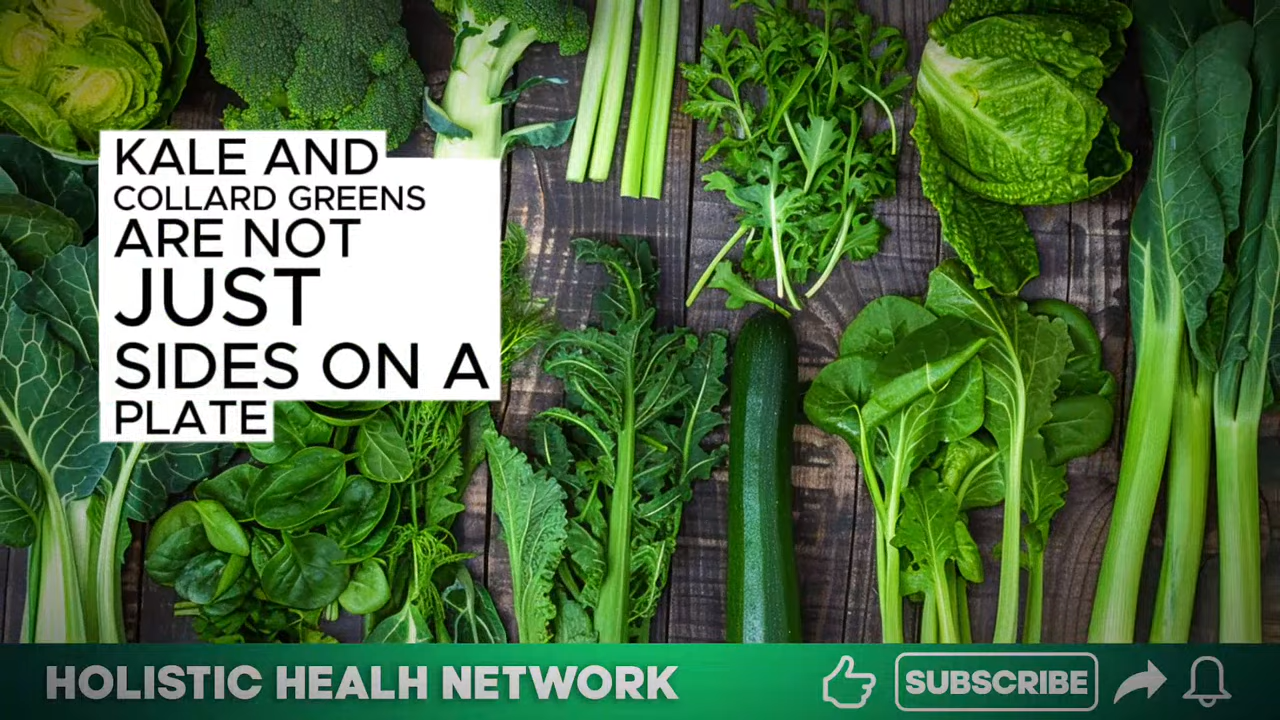 KALE AND
COLLARD GREENS
ARE NOT
JUST
SIDES ON A
PLATE
HOLISTIC HEALH NETWORK
SUBSCRIBE